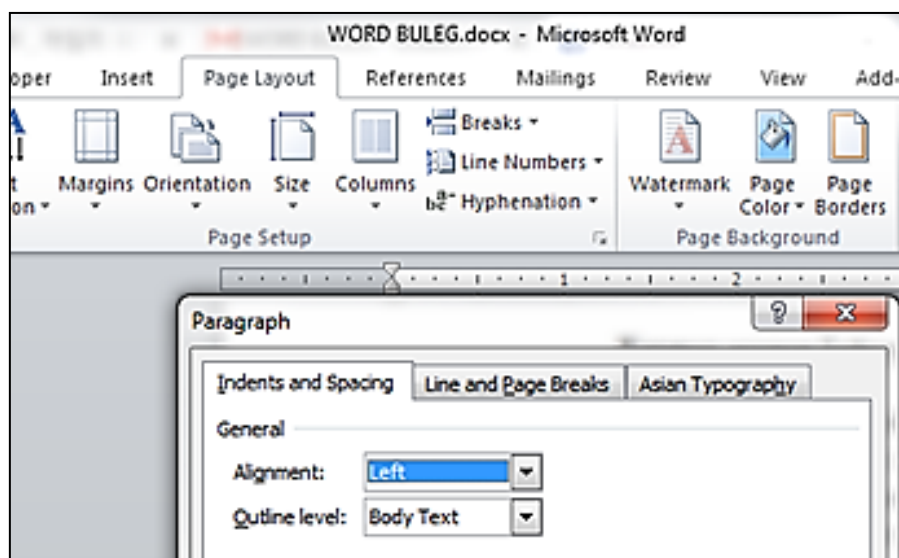 WORD BULEG.docx - Microsoft Word
oper Insert Page Layout References Mailings Review View Add-
Breaks
Line Numbers
Hyphenation
Margins Orientation Size Columns
Watermark Page Color Page Borders
on
Page Setup Page Background
1 2
Paragraph
Indents and Spacing Line and Page Breaks Asian Typography
General
Alignment: Left
Outline level: Body Text